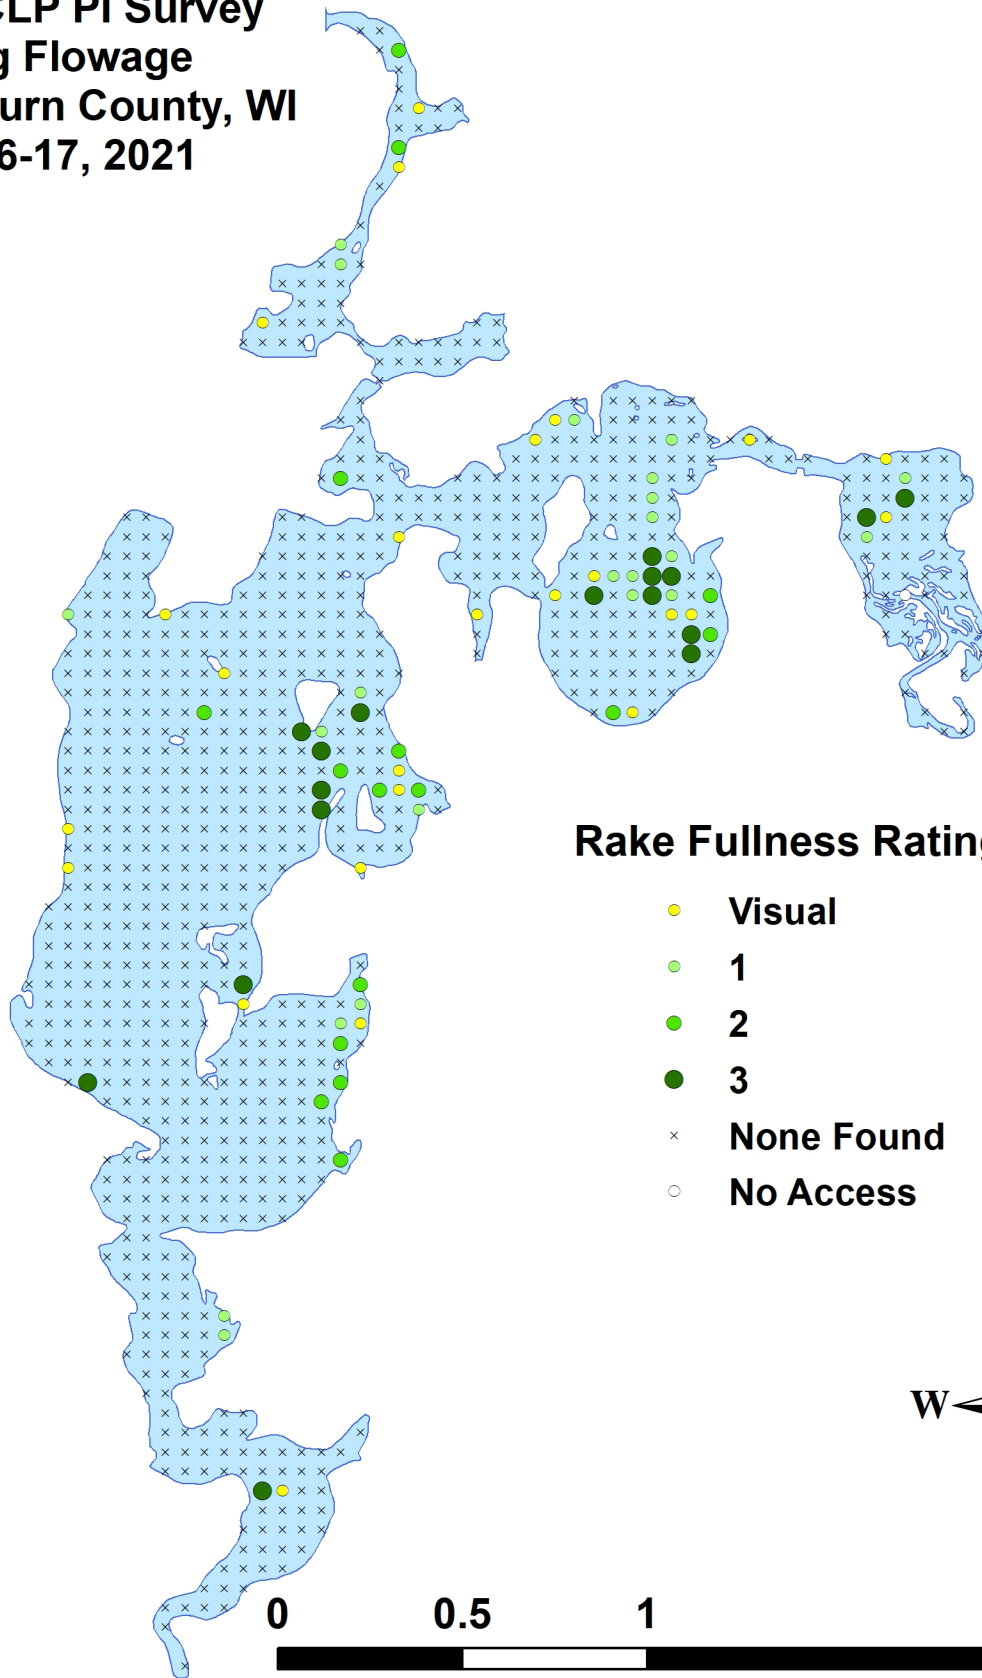 CLP PI Survey
g Flowage
urn County, WI
6-17, 2021
Rake Fullness Rating
Visual
1
2
3
None Found
No Access
W
0 0.5 1